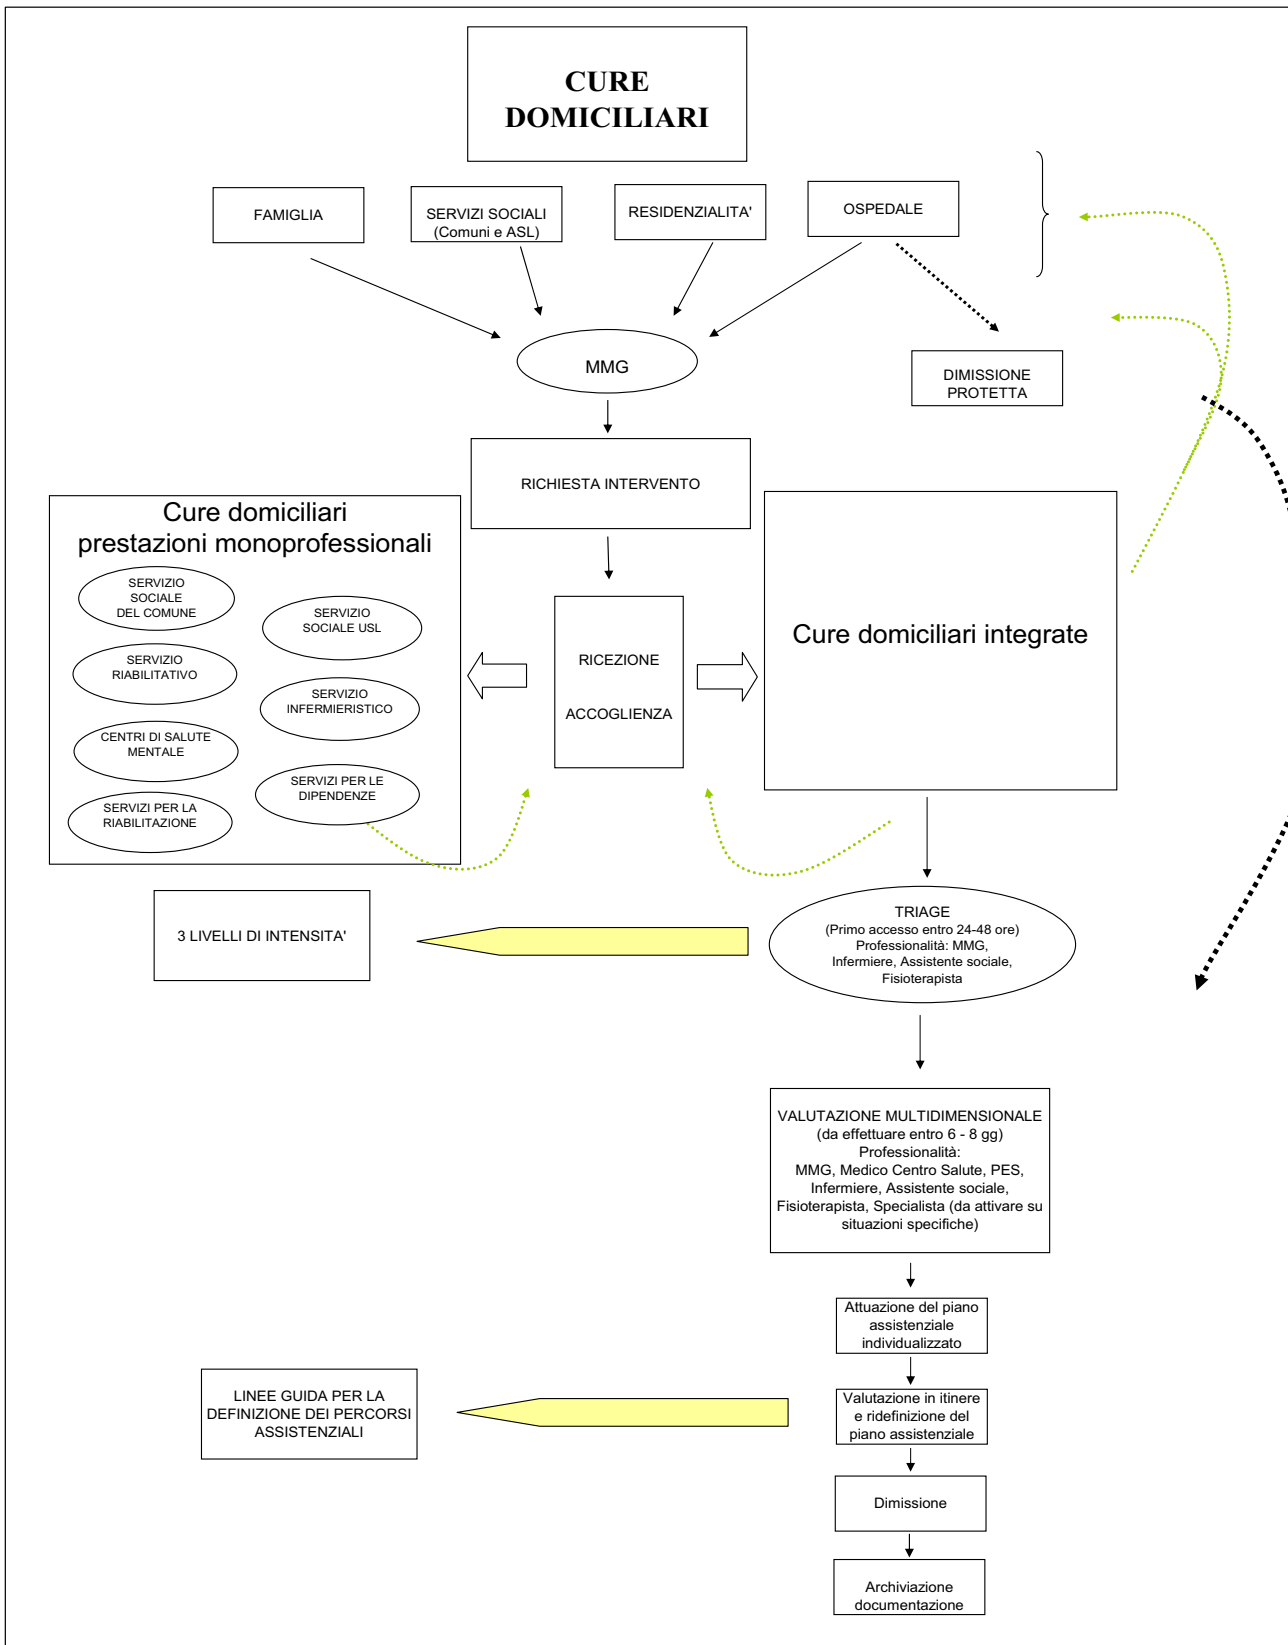 CURE
DOMICILIARI
FAMIGLIA
SERVIZI SOCIALI
(Comuni e ASL)
RESIDENZIALITA'
OSPEDALE
MMG
DIMISSIONE
PROTETTA
RICHIESTA INTERVENTO
Cure domiciliari
prestazioni monoprofessionali
SERVIZIO
SOCIALE
DEL COMUNE
SERVIZIO
SOCIALE USL
SERVIZIO
RIABILITATIVO
SERVIZIO
INFERMIERISTICO
CENTRI DI SALUTE
MENTALE
SERVIZI PER LE
DIPENDENZE
SERVIZI PER LA
RIABILITAZIONE
RICEZIONE
ACCOGLIENZA
Cure domiciliari integrate
3 LIVELLI DI INTENSITA'
TRIAGE
(Primo accesso entro 24-48 ore)
Professionalità: MMG,
Infermiere, Assistente sociale,
Fisioterapista
VALUTAZIONE MULTIDIMENSIONALE
(da effettuare entro 6 - 8 gg)
Professionalità:
MMG, Medico Centro Salute, PES,
Infermiere, Assistente sociale,
Fisioterapista, Specialista (da attivare su
situazioni specifiche)
Attuazione del piano
assistenziale
individualizzato
LINEE GUIDA PER LA
DEFINIZIONE DEI PERCORSI
ASSISTENZIALI
Valutazione in itinere
e ridefinizione del
piano assistenziale
Dimissione
Archiviazione
documentazione